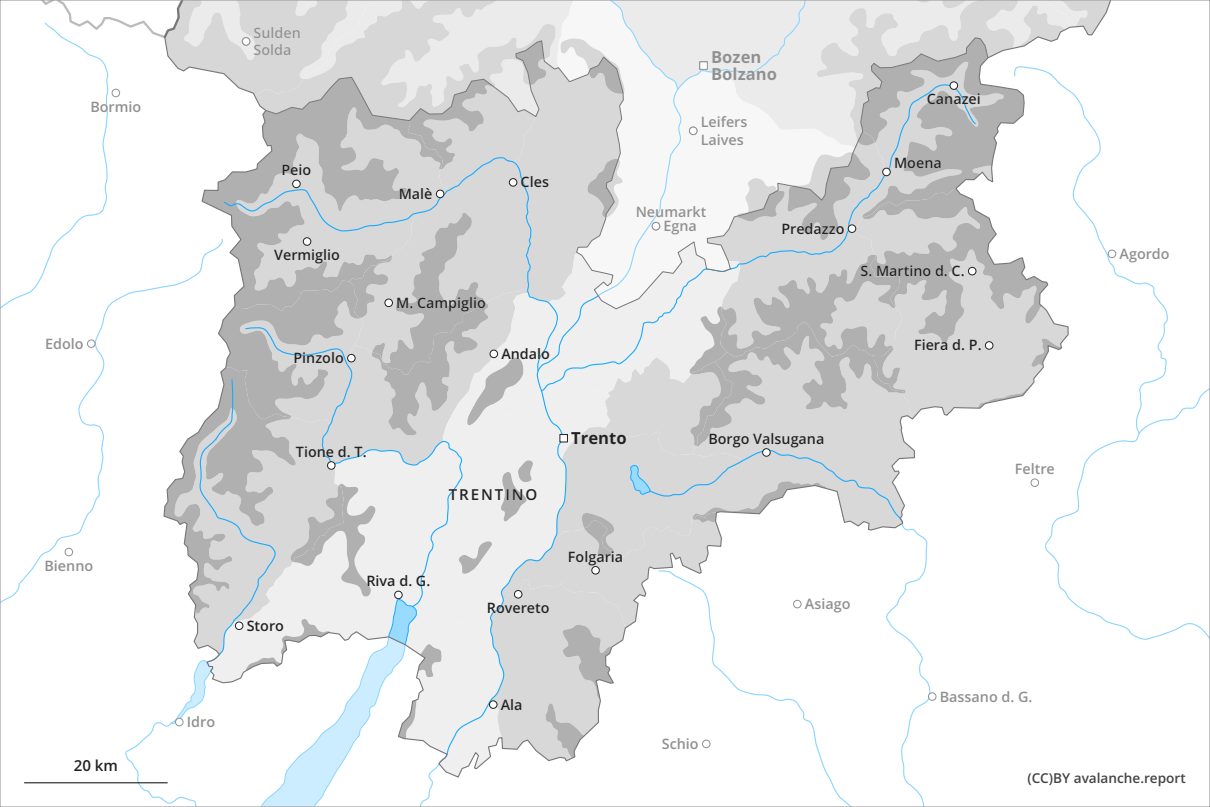 Sulden
Solda
Bozen
Bolzano
Bormio
Canazei
Leifers
Laives
Moena
Peio
Malè
Cles
Neumarkt
Egna
Predazzo
Vermiglio
Agordo
S. Martino d. C.
M. Campiglio
Edolo
Pinzolo
Andalo
Fiera d. P.
Trento
Borgo Valsugana
Tione d. T.
Feltre
TRENTINO
Bienno
Folgaria
Riva d. G.
Rovereto
Asiago
Storo
Bassano d. G.
Ala
Idro
Schio
20 km
(CC)BY avalanche.report